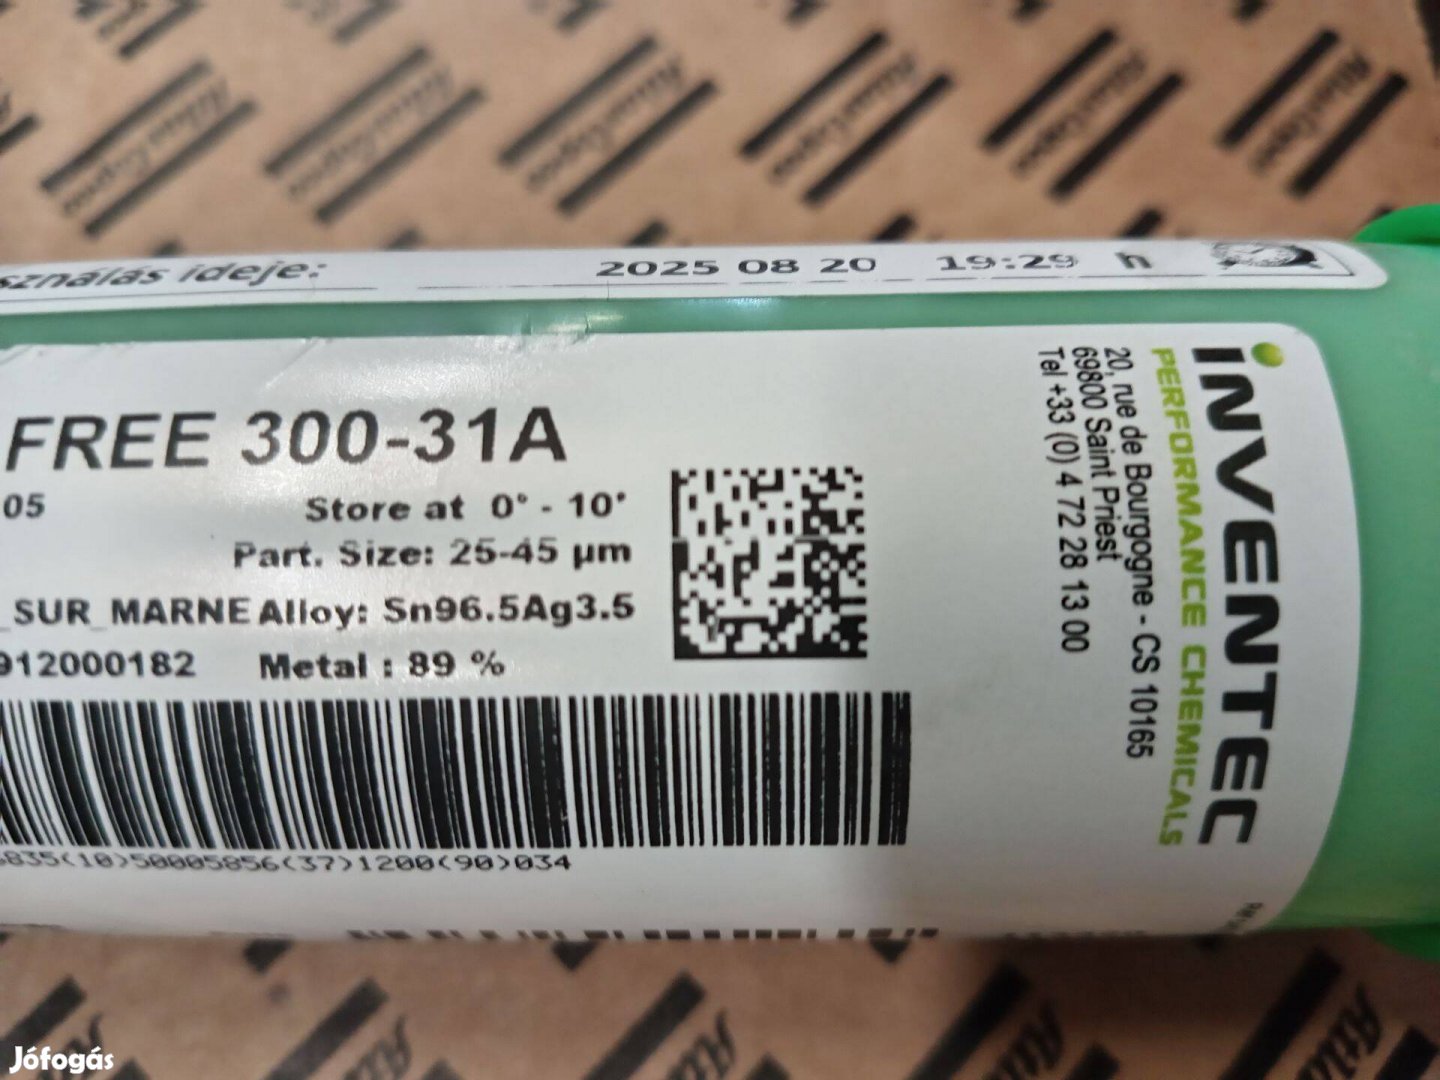 használás ideje: 2025 08 20 19:29 h
FREE 300-31A
05 Store at 0° - 10°
Part. Size: 25-45 µm
_SUR_MARNE Alloy: Sn96.5Ag3.5
912000182 Metal : 89 %
6835(10)50005856(37)1200(90)034
iNVENTEC
PERFORMANCE CHEMICALS
20, rue de Bourgogne - CS 10165
69800 Saint Priest
Tel +33 (0) 4 72 28 13 00
Jófogás